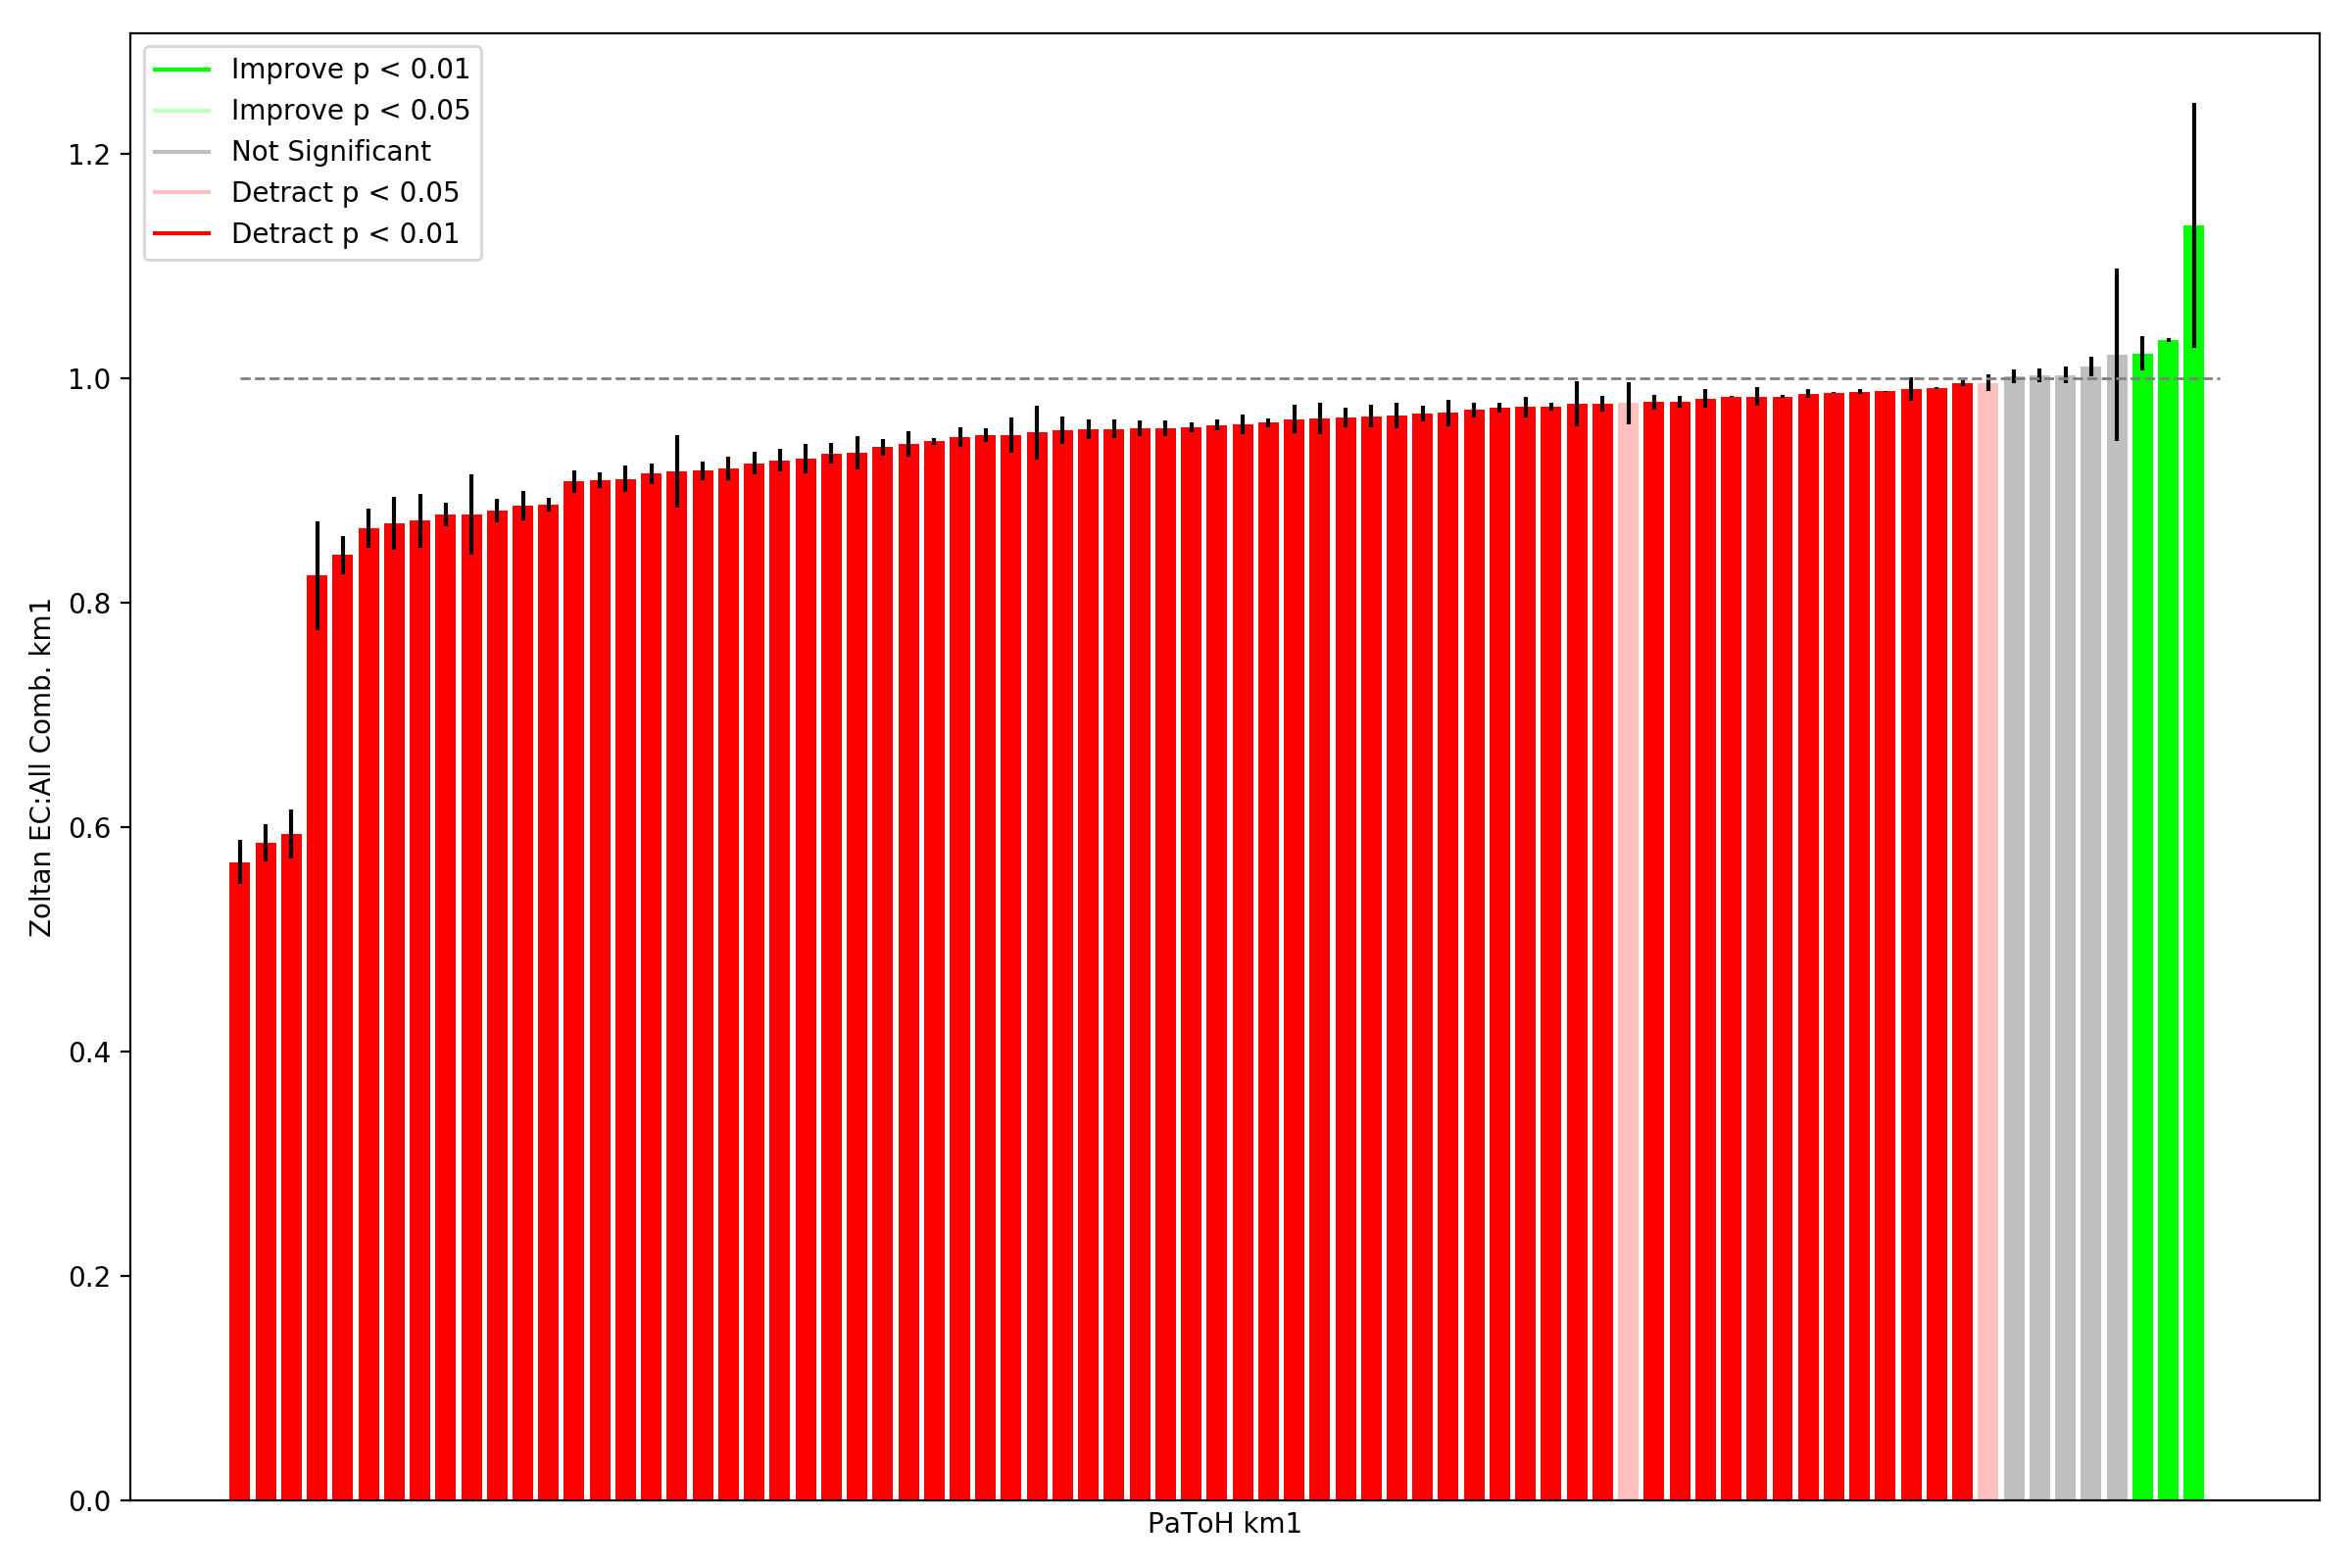 Improve p < 0.01
Improve p < 0.05
Not Significant
Detract p < 0.05
Detract p < 0.01
1.2
1.0
0.8
0.6
0.4
0.2
0.0
Zoltan EC:All Comb. km1
PaToH km1